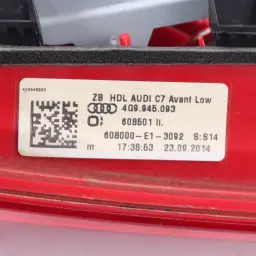 ZB HDL AUDI C7 Avant Low
4G9.945.093
608501 II.
608000-E1-3092 S:S14
17:38:53 23.09.2014